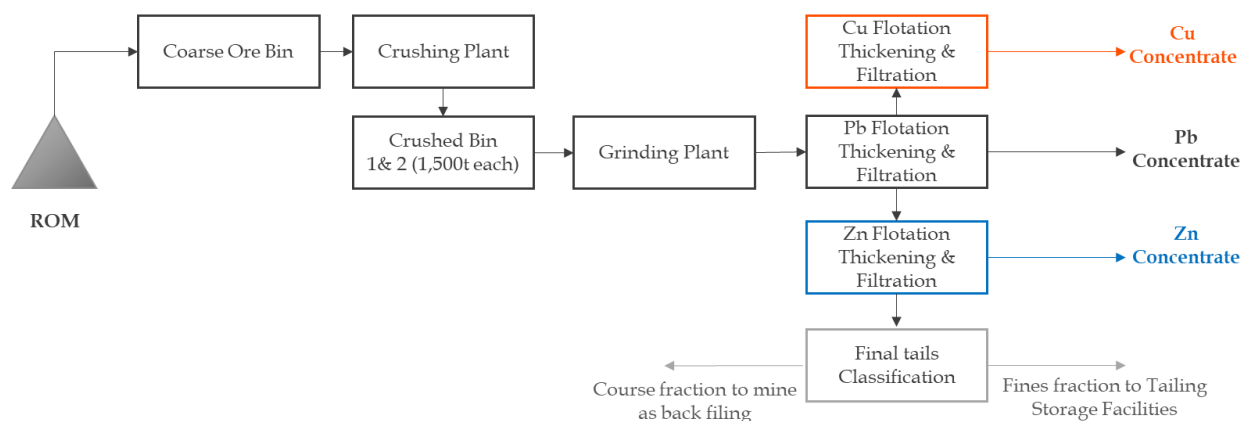 Coarse Ore Bin
Crushing Plant
Cu Flotation
Thickening &
Filtration
Cu
Concentrate
ROM
Crushed Bin
1& 2 (1,500t each)
Grinding Plant
Pb Flotation
Thickening &
Filtration
Pb
Concentrate
Zn Flotation
Thickening &
Filtration
Zn
Concentrate
Final tails
Classification
Course fraction to mine
as back filing
Fines fraction to Tailing
Storage Facilities